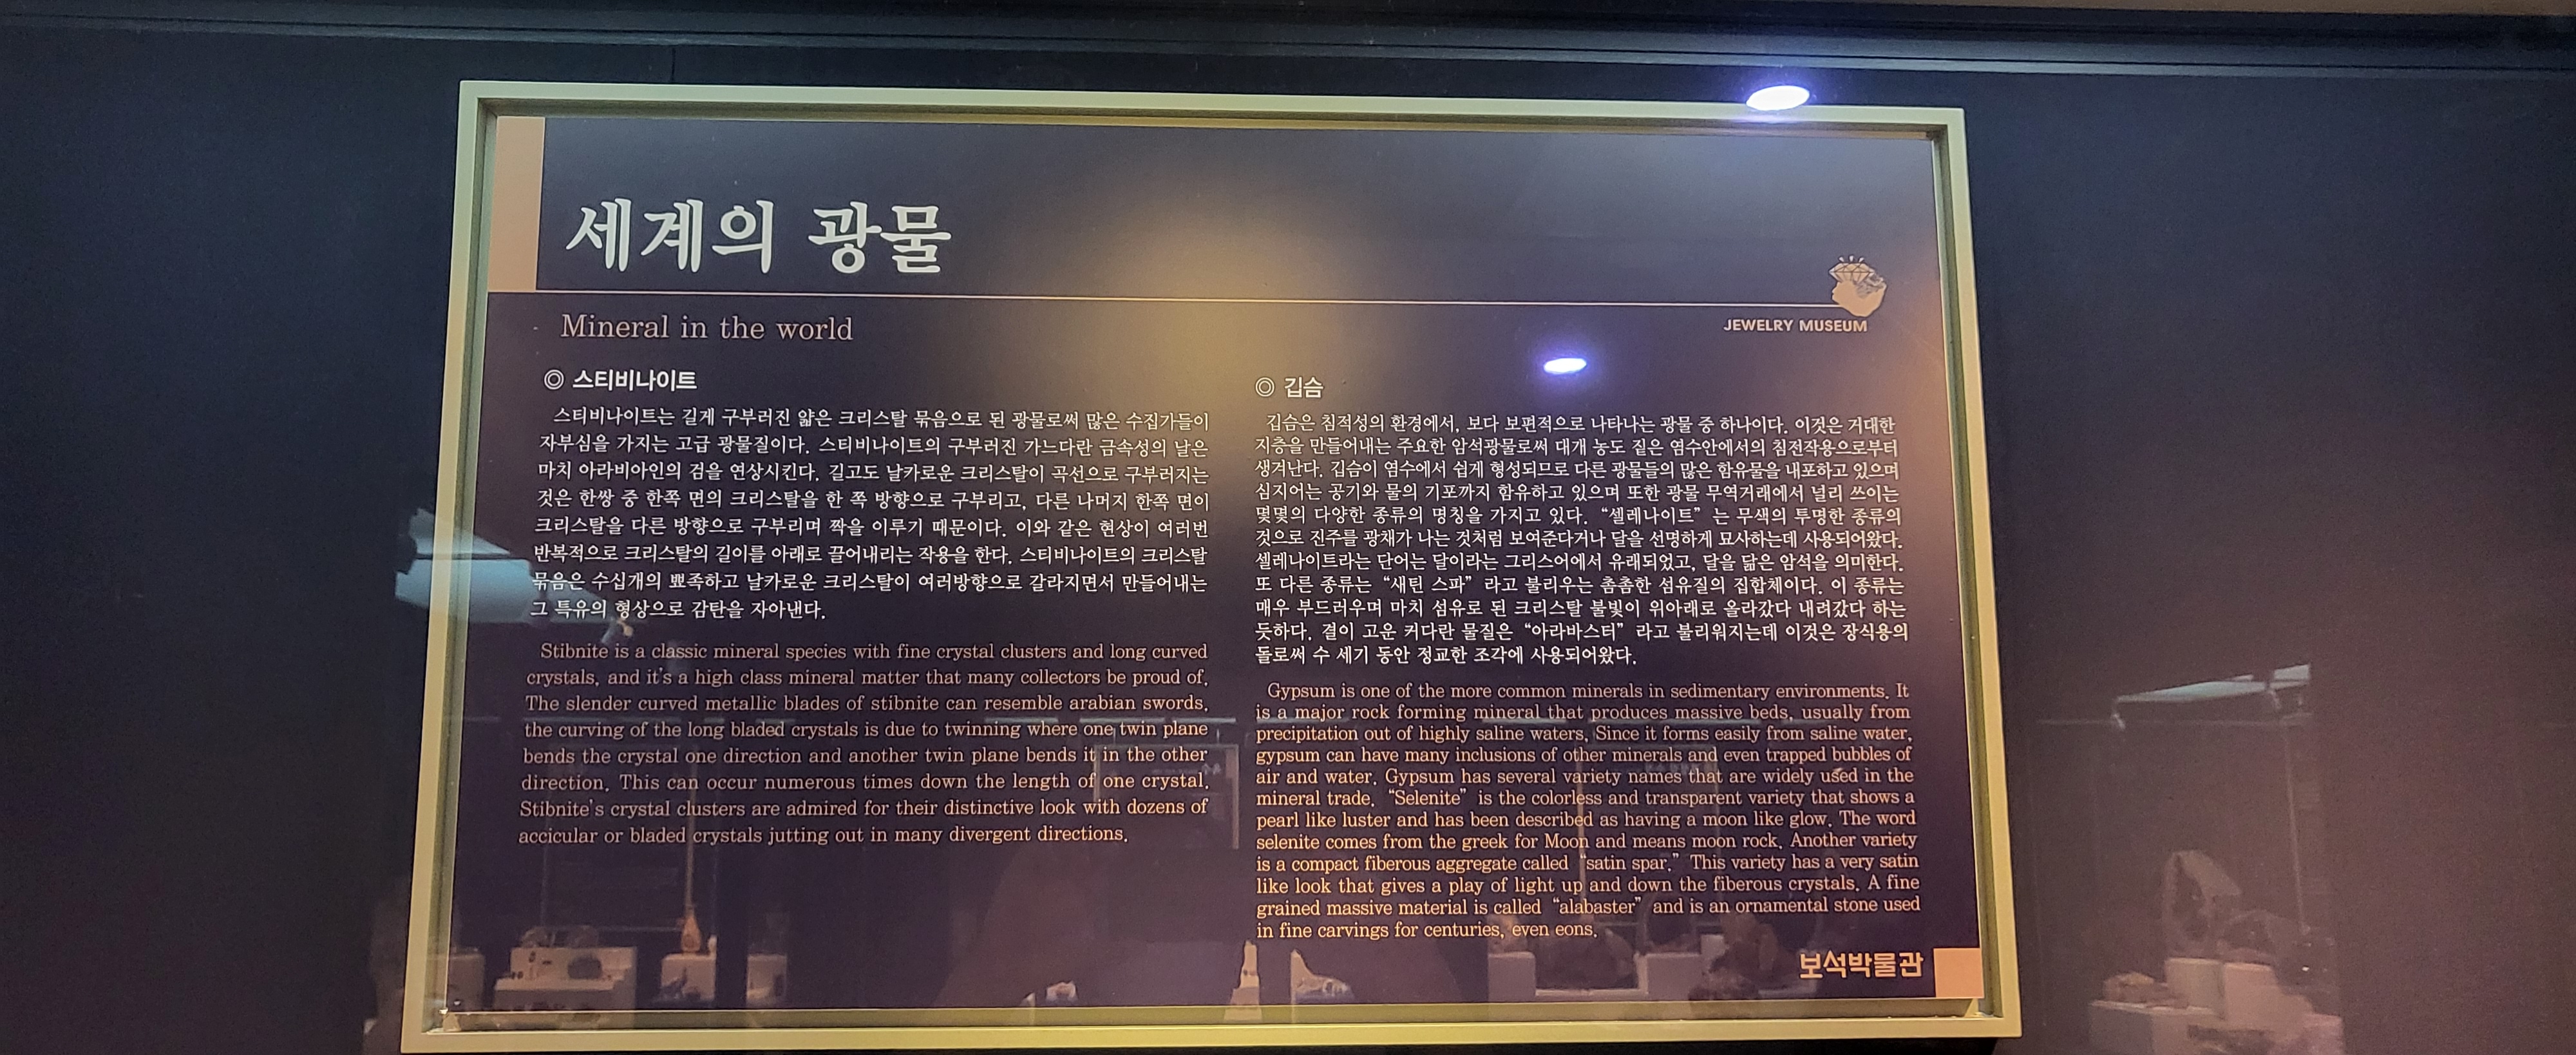 세계의 광물
Mineral in the world
JEWELRY MUSEUM
◎ 스티비나이트
스티비나이트는 길게 구부러진 얇은 크리스탈 묶음으로 된 광물로써 많은 수집가들이
자부심을 가지는 고급 광물질이다. 스티비나이트의 구부러진 가느다란 금속성의 날은
마치 아라비아인의 검을 연상시킨다. 길고도 날카로운 크리스탈이 곡선으로 구부러지는
것은 한쌍 중 한쪽 면의 크리스탈을 한 쪽 방향으로 구부리고, 다른 나머지 한쪽 면이
크리스탈을 다른 방향으로 구부리며 짝을 이루기 때문이다. 이와 같은 현상이 여러번
반복적으로 크리스탈의 길이를 아래로 끌어내리는 작용을 한다. 스티비나이트의 크리스탈
묶음은 수십개의 뾰족하고 날카로운 크리스탈이 여러방향으로 갈라지면서 만들어내는
그 특유의 형상으로 감탄을 자아낸다.
Stibnite is a classic mineral species with fine crystal clusters and long curved
crystals, and it's a high class mineral matter that many collectors be proud of.
The slender curved metallic blades of stibnite can resemble arabian swords,
the curving of the long bladed crystals is due to twinning where one twin plane
bends the crystal one direction and another twin plane bends it in the other
direction. This can occur numerous times down the length of one crystal.
Stibnite's crystal clusters are admired for their distinctive look with dozens of
accicular or bladed crystals jutting out in many divergent directions.
◎ 깁슴
깁슴은 침적성의 환경에서, 보다 보편적으로 나타나는 광물 중 하나이다. 이것은 거대한
지층을 만들어내는 주요한 암석광물로써 대개 농도 짙은 염수안에서의 침전작용으로부터
생겨난다. 깁슴이 염수에서 쉽게 형성되므로 다른 광물들의 많은 함유물을 내포하고 있으며
심지어는 공기와 물의 기포까지 함유하고 있으며 또한 광물 무역거래에서 널리 쓰이는
몇몇의 다양한 종류의 명칭을 가지고 있다. “셀레나이트” 는 무색의 투명한 종류의
것으로 진주를 광채가 나는 것처럼 보여준다거나 달을 선명하게 묘사하는데 사용되어왔다.
셀레나이트라는 단어는 달이라는 그리스어에서 유래되었고, 달을 닮은 암석을 의미한다.
또 다른 종류는 “새틴 스파” 라고 불리우는 촘촘한 섬유질의 집합체이다. 이 종류는
매우 부드러우며 마치 섬유로 된 크리스탈 불빛이 위아래로 올라갔다 내려갔다 하는
듯하다. 결이 고운 커다란 물질은 “아라바스터” 라고 불리워지는데 이것은 장식용의
돌로써 수 세기 동안 정교한 조각에 사용되어왔다.
Gypsum is one of the more common minerals in sedimentary environments. It
is a major rock forming mineral that produces massive beds, usually from
precipitation out of highly saline waters. Since it forms easily from saline water,
gypsum can have many inclusions of other minerals and even trapped bubbles of
air and water. Gypsum has several variety names that are widely used in the
mineral trade. “Selenite” is the colorless and transparent variety that shows a
pearl like luster and has been described as having a moon like glow. The word
selenite comes from the greek for Moon and means moon rock. Another variety
is a compact fiberous aggregate called “satin spar.” This variety has a very satin
like look that gives a play of light up and down the fiberous crystals. A fine
grained massive material is called “alabaster” and is an ornamental stone used
in fine carvings for centuries, even eons.
보석박물관